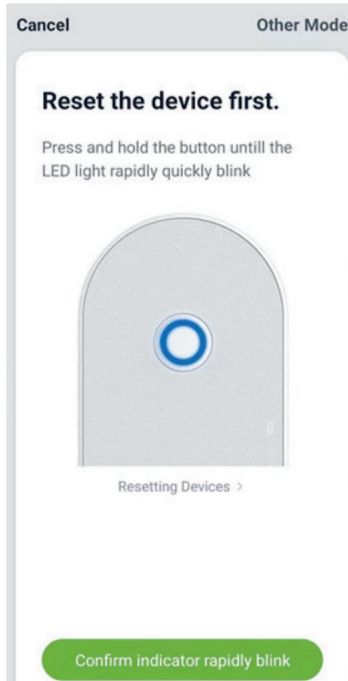 Cancel
Other Mode
Reset the device first.
Press and hold the button untill the
LED light rapidly quickly blink
Resetting Devices >
Confirm indicator rapidly blink